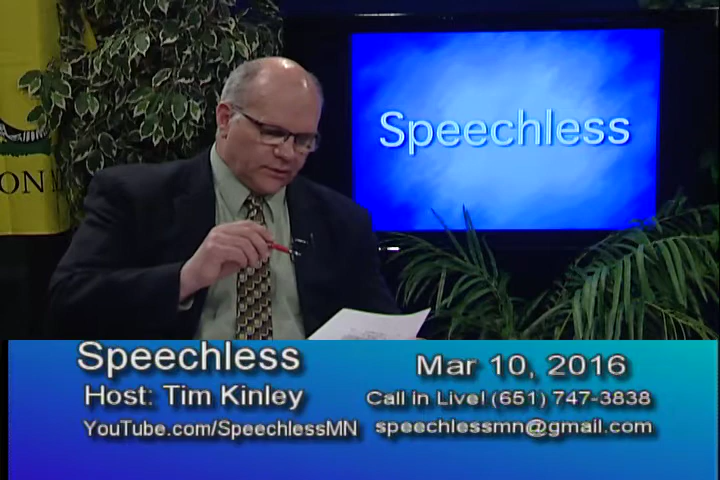 ON
Speechless
Speechless
Host: Tim Kinley
YouTube.com/SpeechlessMN
Mar 10, 2016
Call in Live! (651) 747-3838
speechlessmn@gmail.com